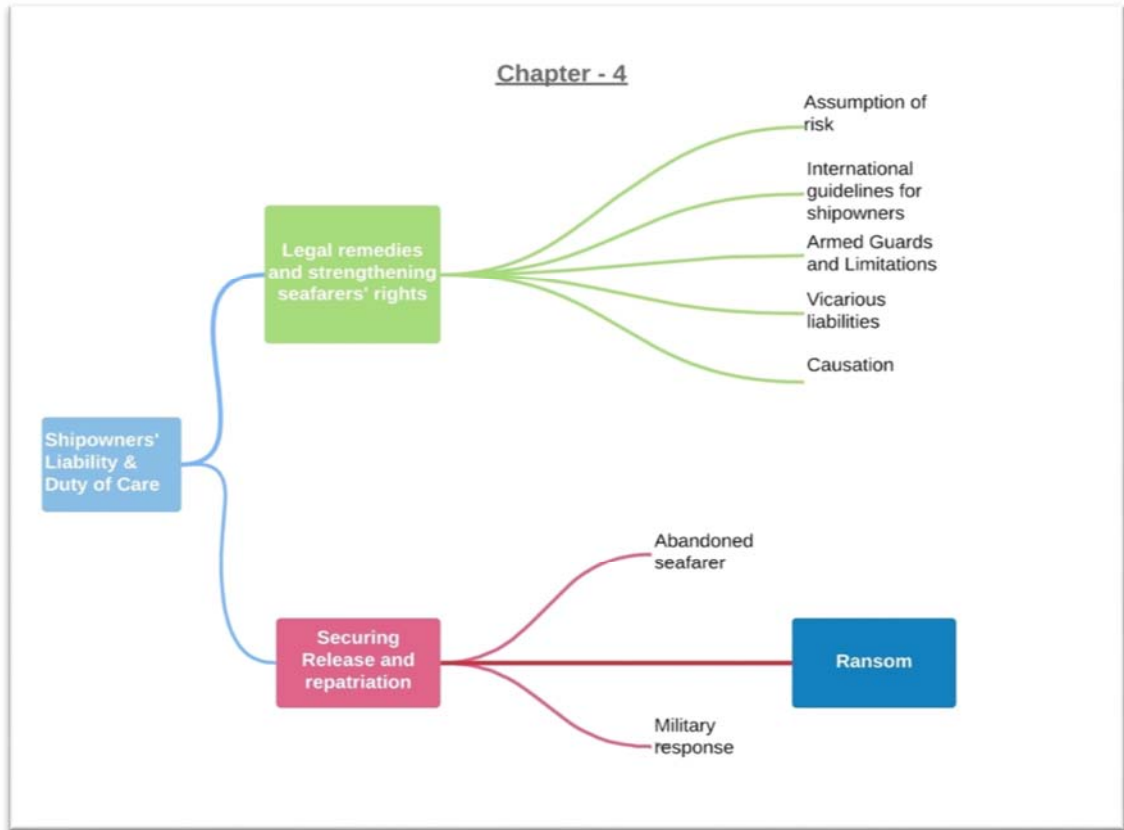 Chapter - 4
Assumption of
risk
International
guidelines for
shipowners
Armed Guards
and Limitations
Vicarious
liabilities
Causation
Legal remedies
and strengthening
seafarers' rights
Shipowners'
Liability &
Duty of Care
Abandoned
seafarer
Securing
Release and
repatriation
Ransom
Military
response